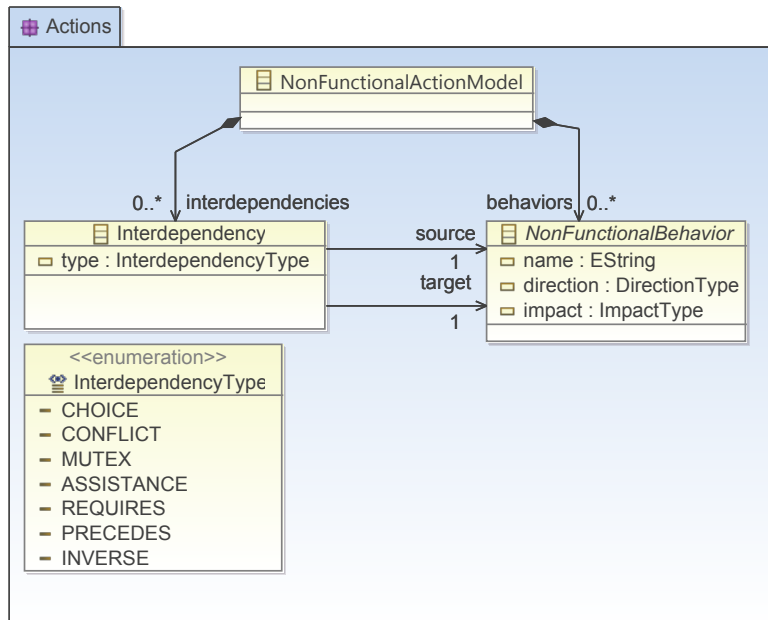 Actions
NonFunctionalActionModel
0..* interdependencies
behaviors 0..*
Interdependency
type : InterdependencyType
source
1
target
1
NonFunctionalBehavior
name : EString
direction : DirectionType
impact : ImpactType
<<enumeration>>
InterdependencyType
CHOICE
CONFLICT
MUTEX
ASSISTANCE
REQUIRES
PRECEDES
INVERSE